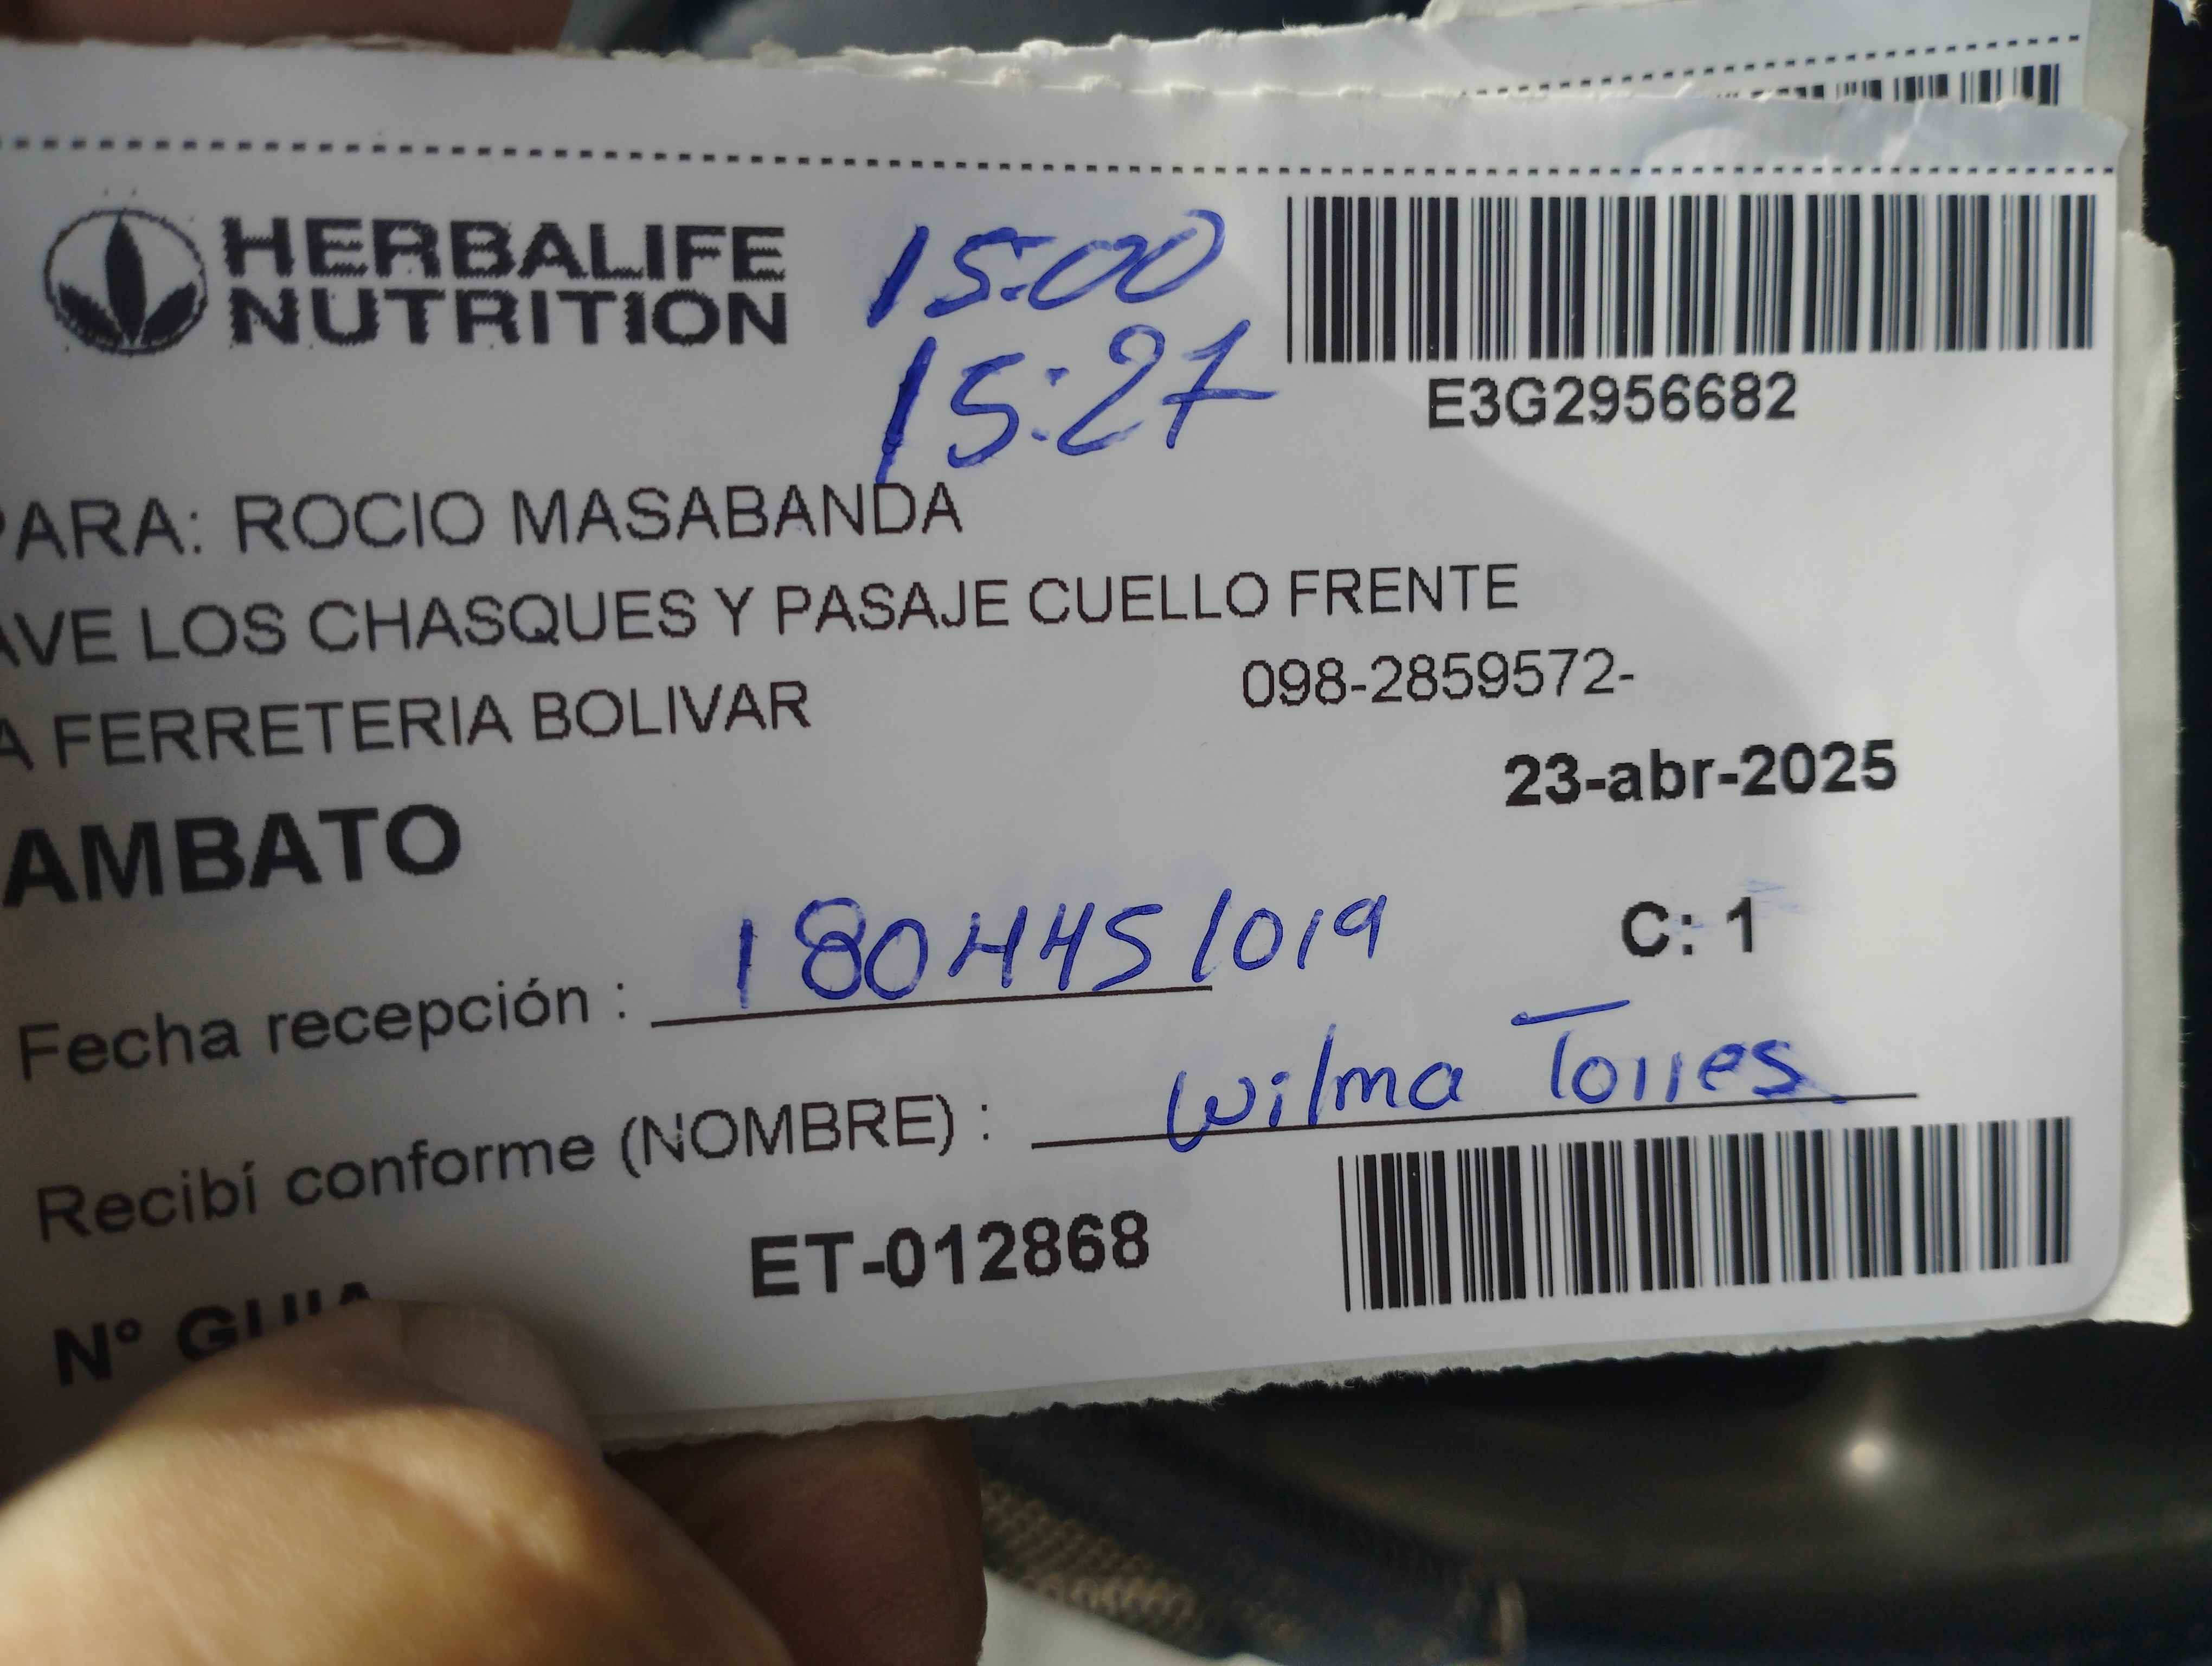 HERBALIFE
NUTRITION
15:00
15:27
E3G2956682
PARA: ROCIO MASABANDA
AVE LOS CHASQUES Y PASAJE CUELLO FRENTE
A FERRETERIA BOLIVAR
098-2859572-
23-abr-2025
AMBATO
C: 1
Fecha recepción : 1804451019
Recibí conforme (NOMBRE) : Wilma Torres
ET-012868
N° GUIA